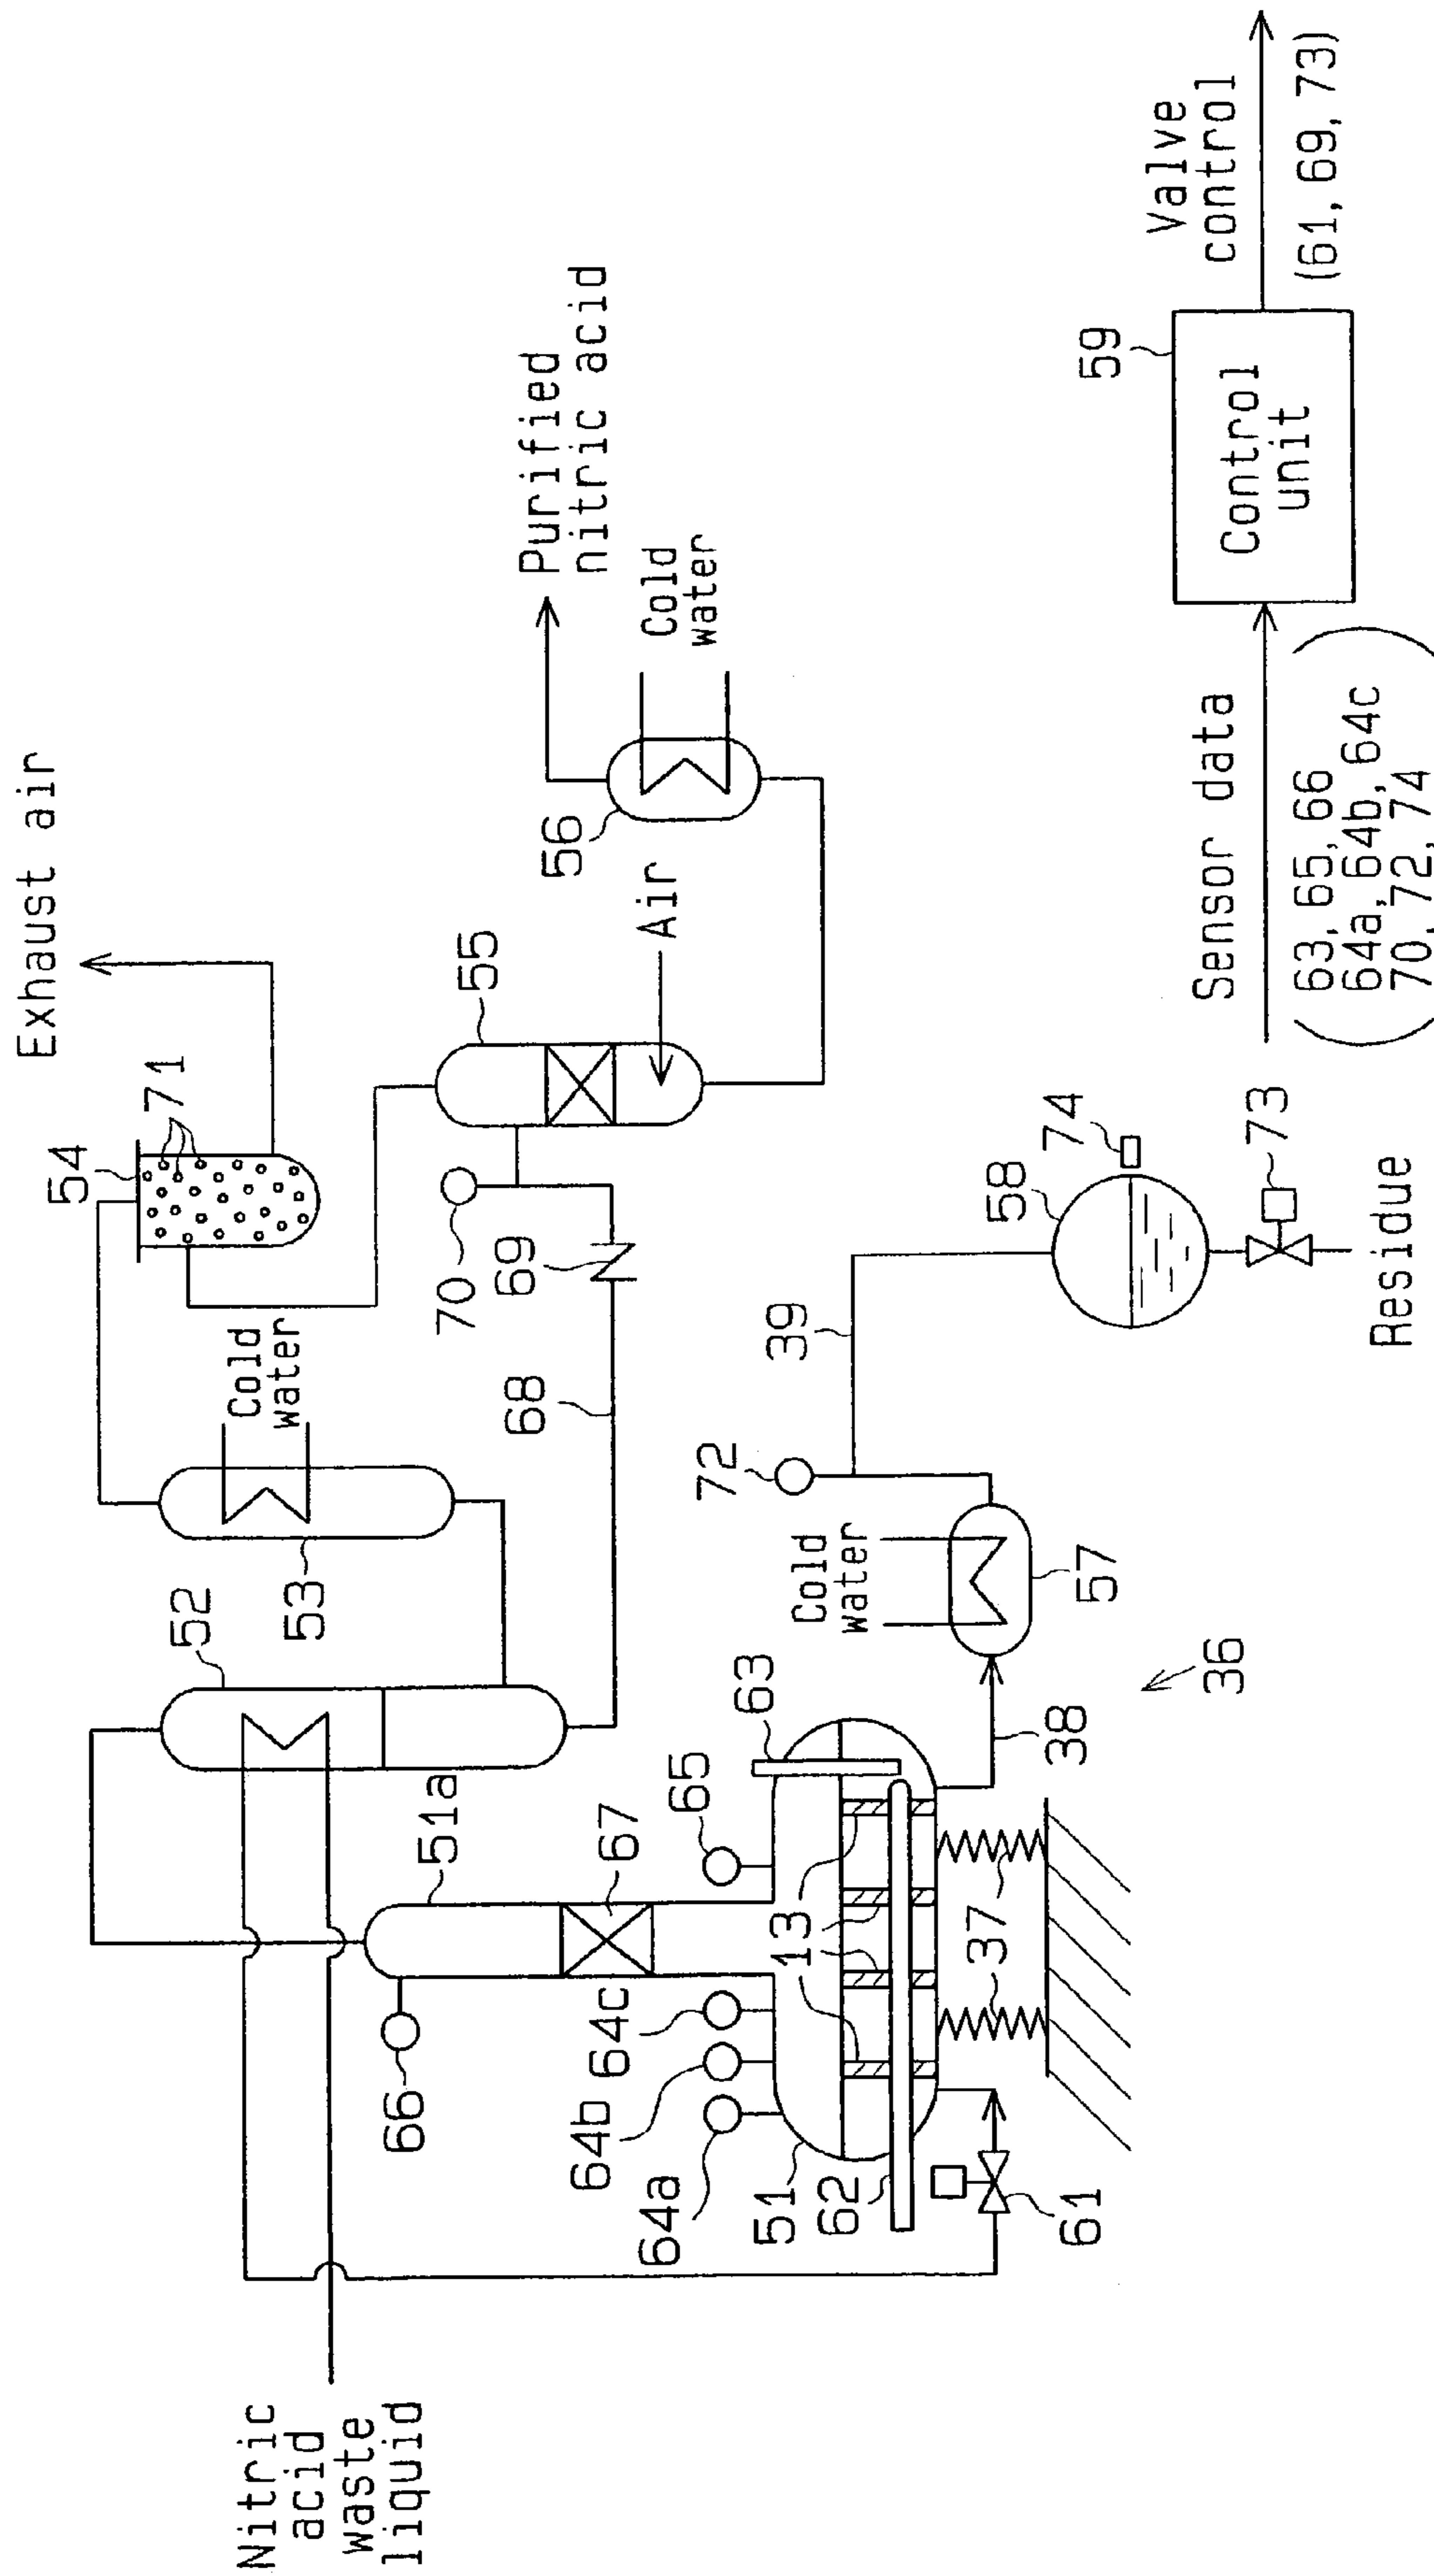 Exhaust air
54
71
Cold
water
53
52
55
Air
56
Purified
nitric acid
Cold
water
70
69
68
Nitric
acid
waste
liquid
51a
67
66
65
63
64c
64b
64a
51
62
61
13
37
38
36
Cold
water
57
72
39
58
74
73
Residue
Sensor data
63, 65, 66
64a, 64b, 64c
70, 72, 74
59
Control
unit
Valve
control
(61, 69, 73)